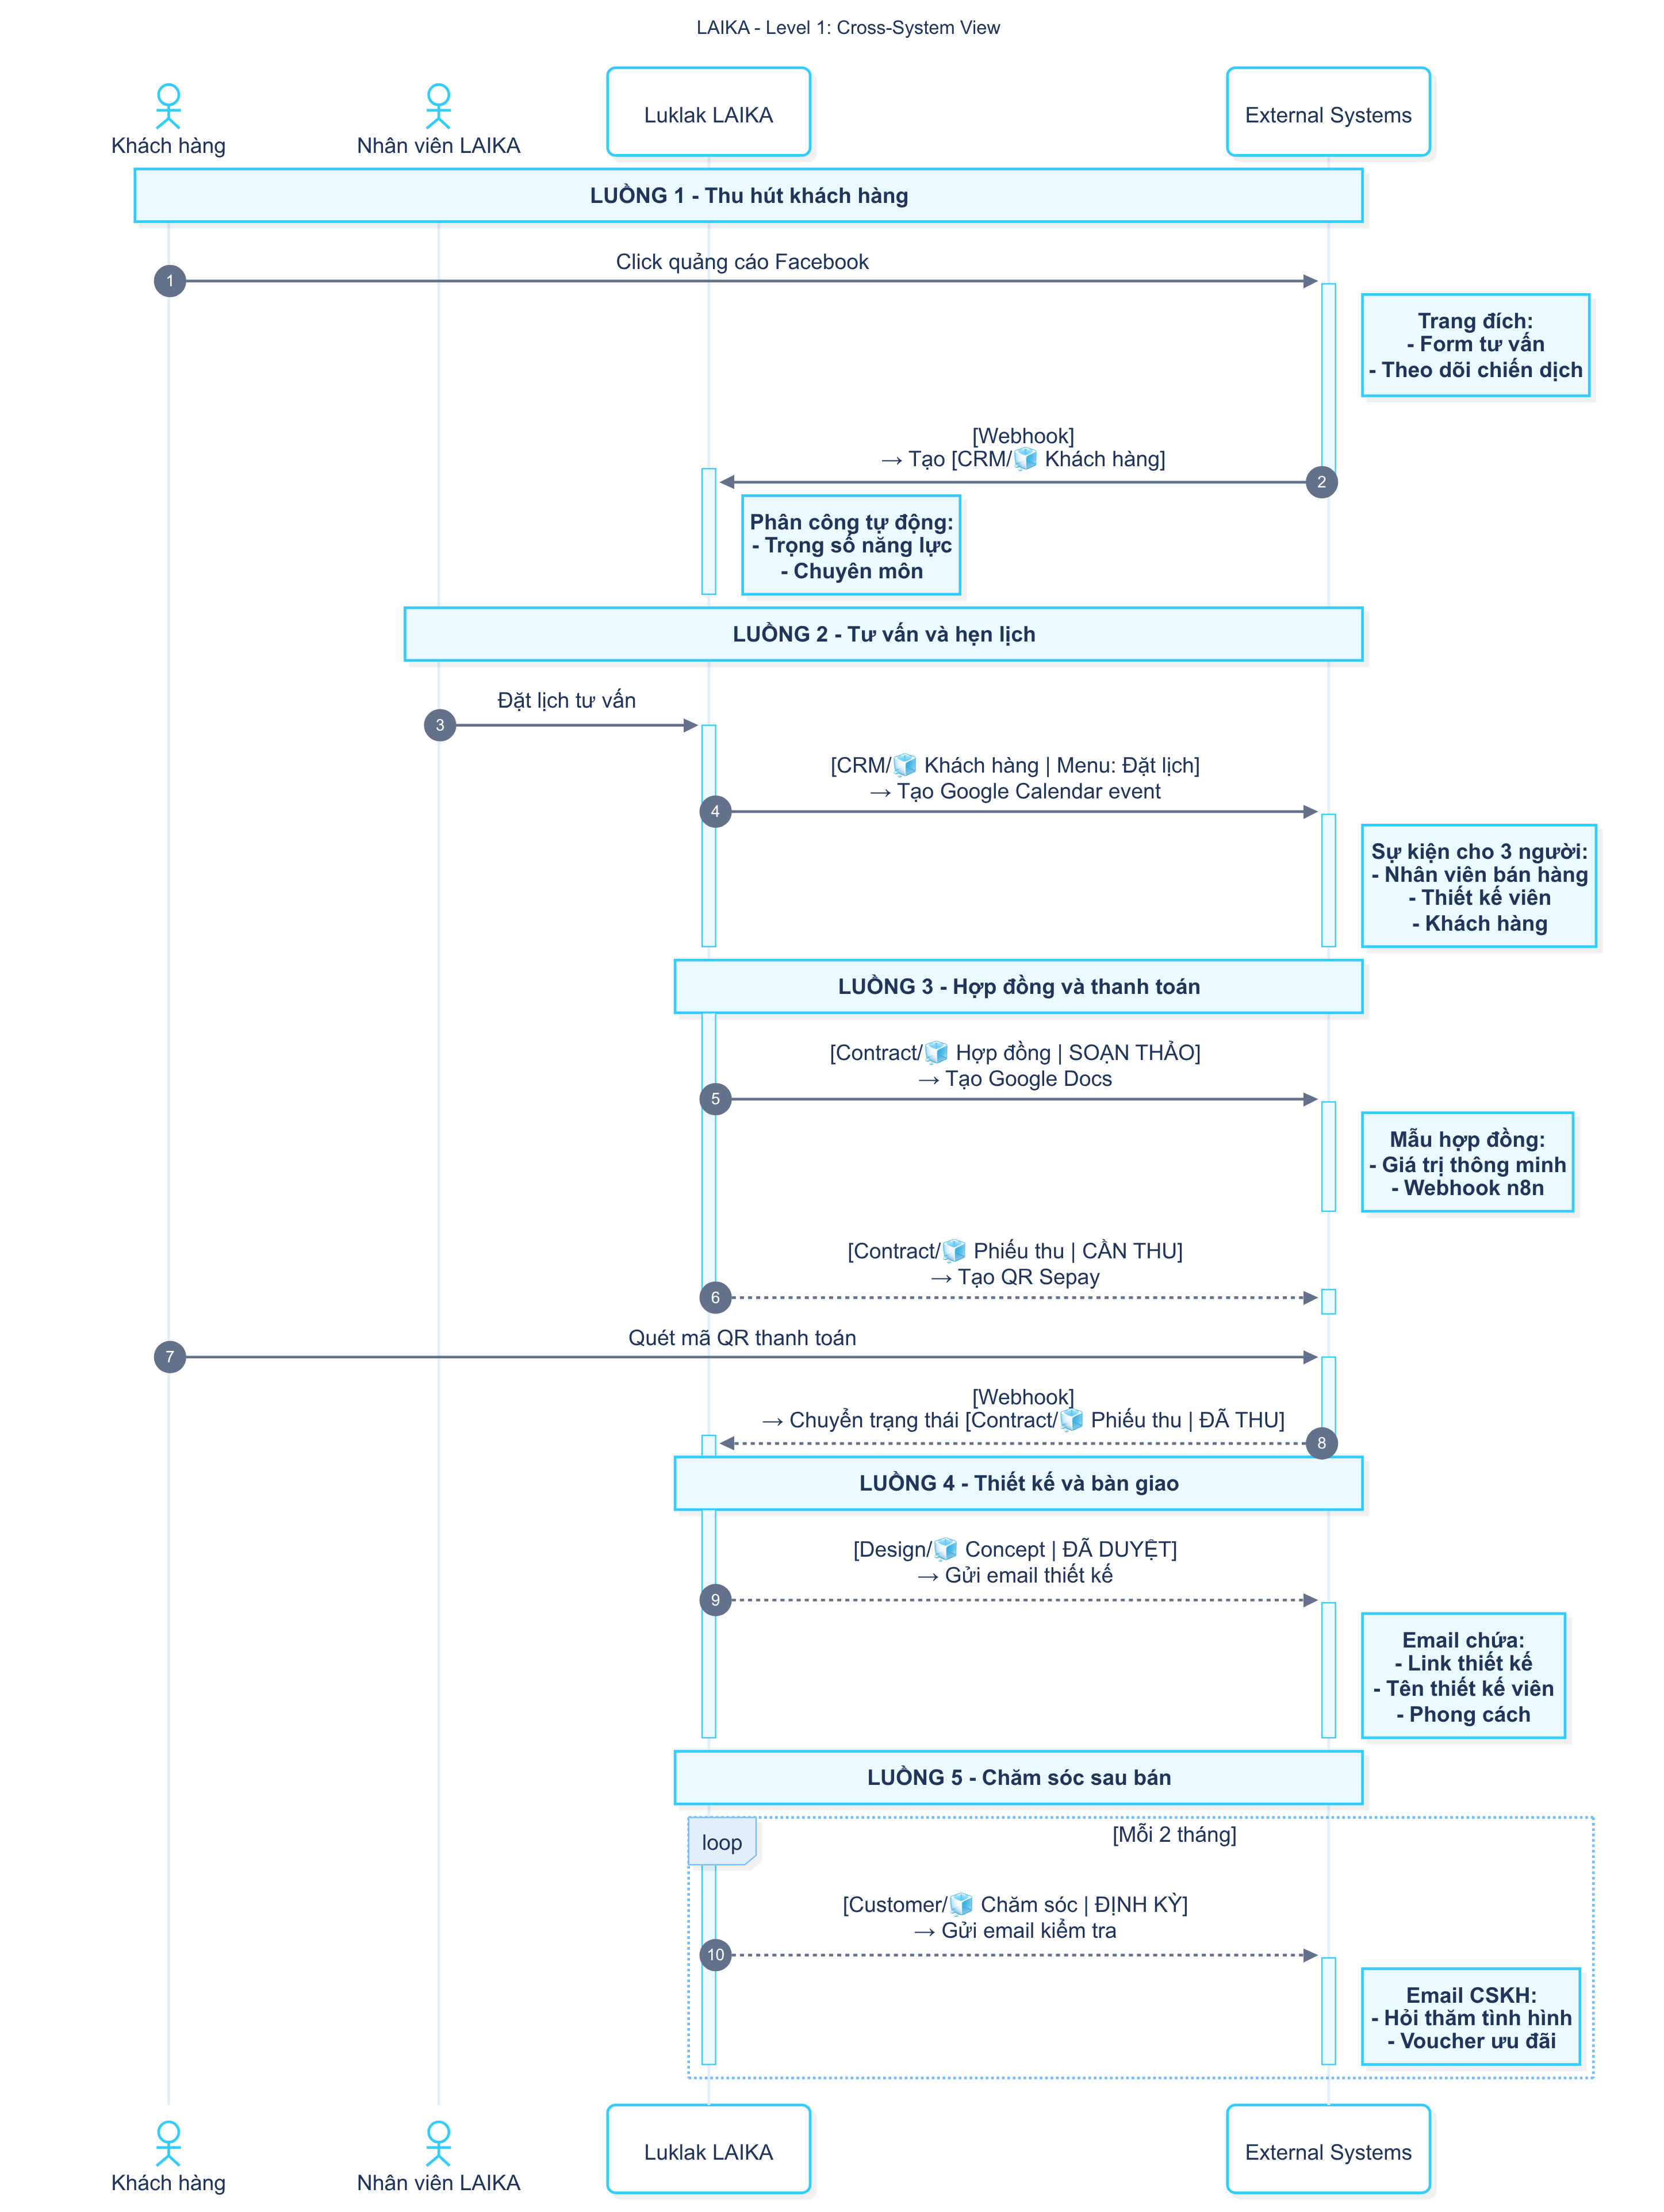 LAIKA - Level 1: Cross-System View
Khách hàng
Nhân viên LAIKA
Luklak LAIKA
External Systems
LUỒNG 1 - Thu hút khách hàng
Click quảng cáo Facebook
1
Trang đích:
- Form tư vấn
- Theo dõi chiến dịch
[Webhook]
→ Tạo [CRM/🧊 Khách hàng]
2
Phân công tự động:
- Trọng số năng lực
- Chuyên môn
LUỒNG 2 - Tư vấn và hẹn lịch
Đặt lịch tư vấn
3
[CRM/🧊 Khách hàng | Menu: Đặt lịch]
→ Tạo Google Calendar event
4
Sự kiện cho 3 người:
- Nhân viên bán hàng
- Thiết kế viên
- Khách hàng
LUỒNG 3 - Hợp đồng và thanh toán
[Contract/🧊 Hợp đồng | SOẠN THẢO]
→ Tạo Google Docs
5
Mẫu hợp đồng:
- Giá trị thông minh
- Webhook n8n
[Contract/🧊 Phiếu thu | CẦN THU]
→ Tạo QR Sepay
6
Quét mã QR thanh toán
7
[Webhook]
→ Chuyển trạng thái [Contract/🧊 Phiếu thu | ĐÃ THU]
8
LUỒNG 4 - Thiết kế và bàn giao
[Design/🧊 Concept | ĐÃ DUYỆT]
→ Gửi email thiết kế
9
Email chứa:
- Link thiết kế
- Tên thiết kế viên
- Phong cách
LUỒNG 5 - Chăm sóc sau bán
loop
[Mỗi 2 tháng]
[Customer/🧊 Chăm sóc | ĐỊNH KỲ]
→ Gửi email kiểm tra
10
Email CSKH:
- Hỏi thăm tình hình
- Voucher ưu đãi
Khách hàng
Nhân viên LAIKA
Luklak LAIKA
External Systems